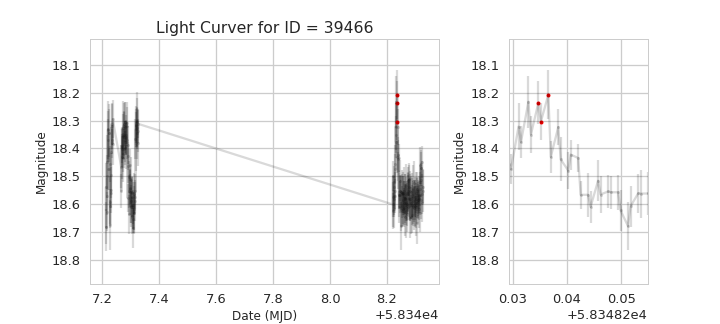 Light Curver for ID = 39466
Magnitude
18.1
18.2
18.3
18.4
18.5
18.6
18.7
18.8
7.2 7.4 7.6 7.8 8.0 8.2
Date (MJD)
+5.834e4
Magnitude
18.1
18.2
18.3
18.4
18.5
18.6
18.7
18.8
0.03 0.04 0.05
+5.83482e4